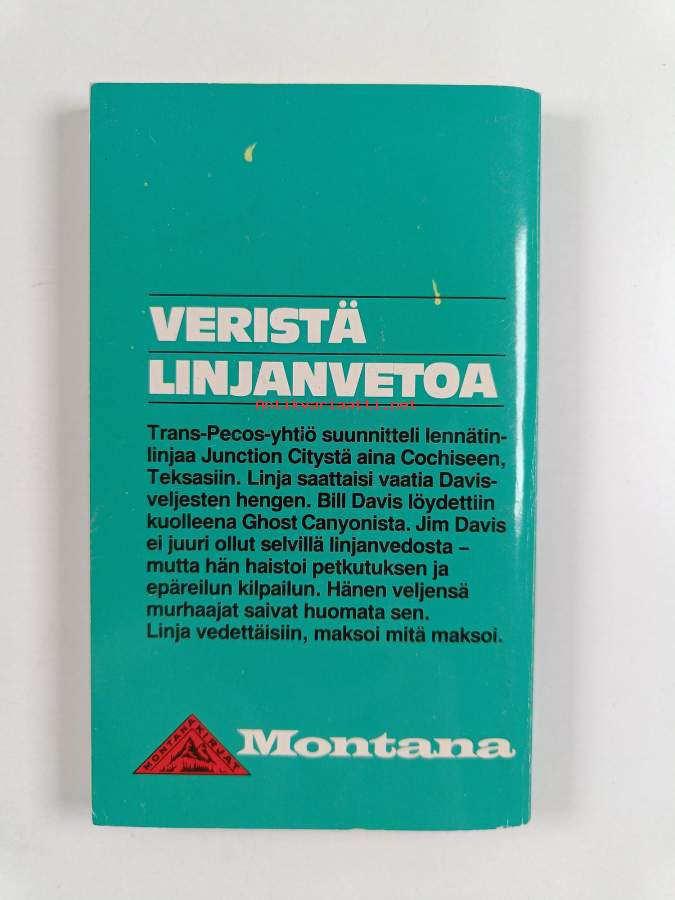 VERISTÄ
LINJANVETOA
Antikvariaatti.net
Trans-Pecos-yhtiö suunnitteli lennätin-
linjaa Junction Citystä aina Cochiseen,
Teksasiin. Linja saattaisi vaatia Davis-
veljesten hengen. Bill Davis löydettiin
kuolleena Ghost Canyonista. Jim Davis
ei juuri ollut selvillä linjanvedosta –
mutta hän haistoi petkutuksen ja
epäreilun kilpailun. Hänen veljensä
murhaajat saivat huomata sen.
Linja vedettäisiin, maksoi mitä maksoi.
MONTANA KIRJAT
Montana